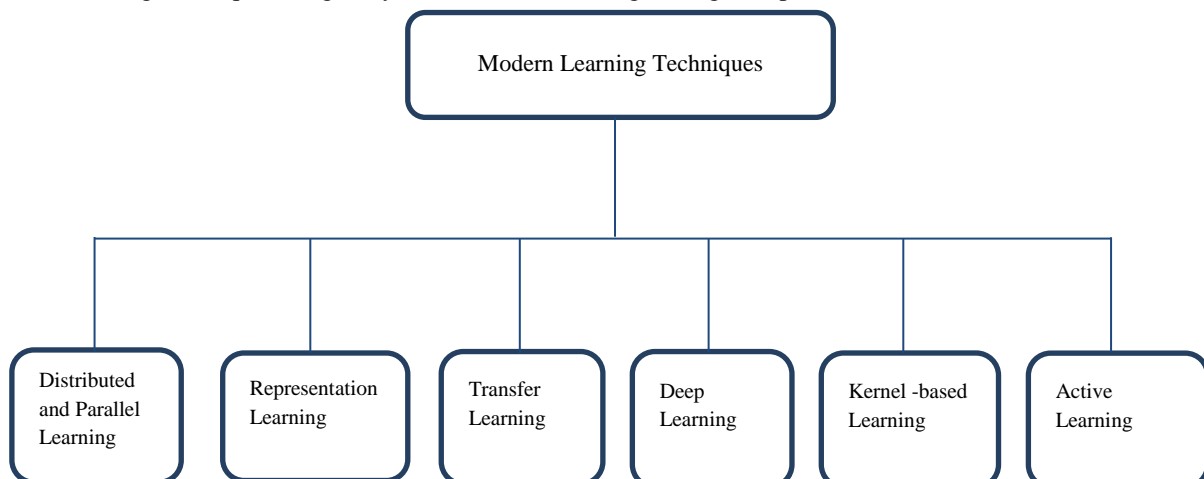 Modern Learning Techniques
Distributed
and Parallel
Learning
Representation
Learning
Transfer
Learning
Deep
Learning
Kernel -based
Learning
Active
Learning